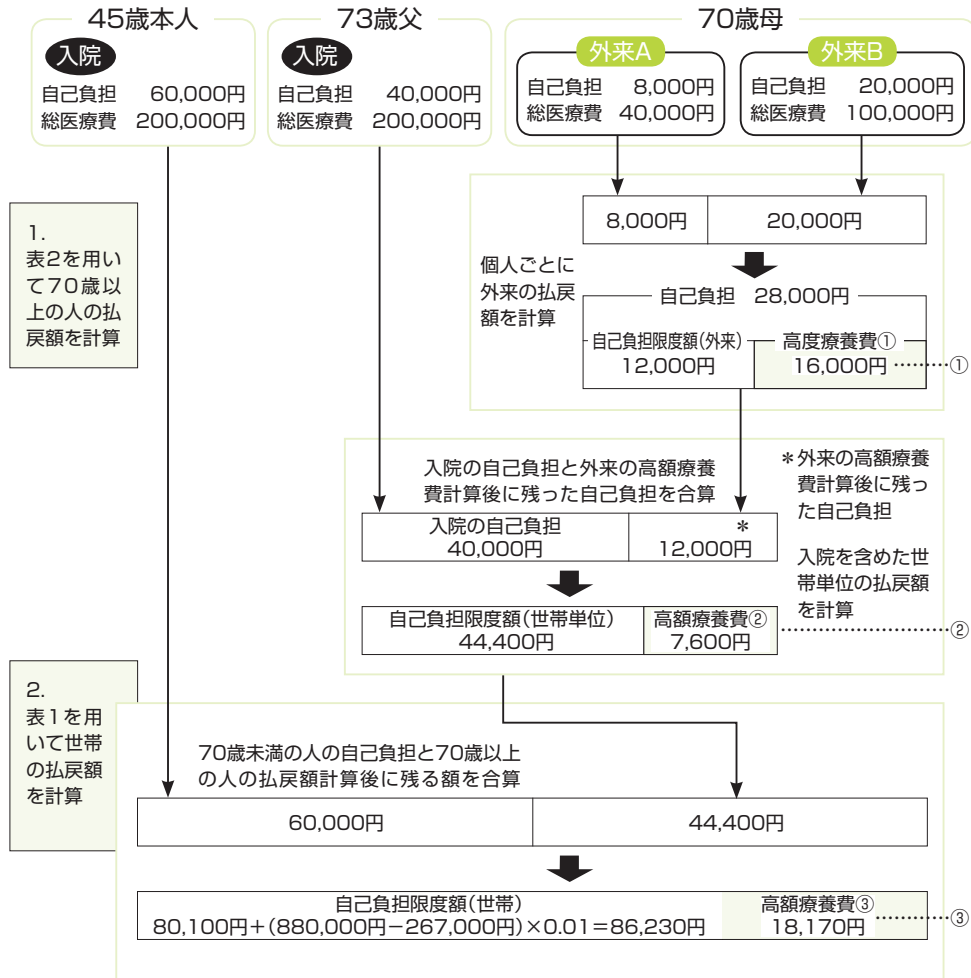 45歳本人
入院
自己負担 60,000円
総医療費 200,000円
73歳父
入院
自己負担 40,000円
総医療費 200,000円
70歳母
外来A
自己負担 8,000円
総医療費 40,000円
外来B
自己負担 20,000円
総医療費 100,000円
1.
表2を用い
て70歳以
上の人の払
戻額を計算
8,000円
20,000円
個人ごとに
外来の払戻
額を計算
自己負担 28,000円
自己負担限度額(外来)
12,000円
高度療養費①
16,000円………①
入院の自己負担と外来の高額療養
費計算後に残った自己負担を合算
＊外来の高額療養
費計算後に残っ
た自己負担
入院の自己負担
40,000円
＊
12,000円
入院を含めた世
帯単位の払戻額
を計算
自己負担限度額(世帯単位)
44,400円
高額療養費②
7,600円
………②
2.
表1を用
いて世帯
の払戻額
を計算
70歳未満の人の自己負担と70歳以上
の人の払戻額計算後に残る額を合算
60,000円
44,400円
自己負担限度額(世帯)
80,100円＋(880,000円－267,000円)×0.01＝86,230円
高額療養費③
18,170円
………③